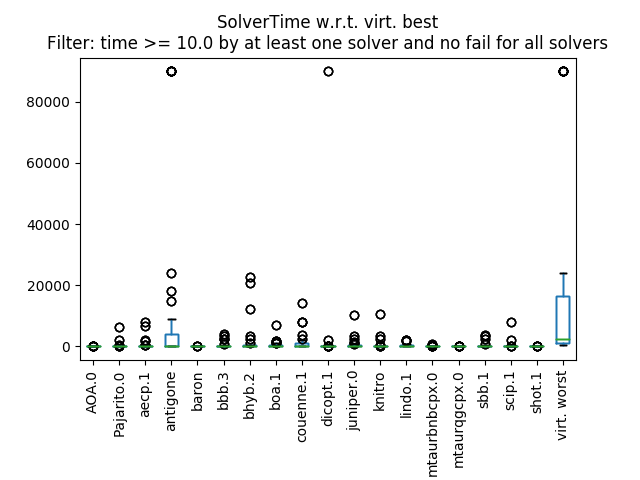 SolverTime w.r.t. virt. best
Filter: time >= 10.0 by at least one solver and no fail for all solvers
80000
60000
40000
20000
0
AOA.0
Pajarito.0
aecp.1
antigone
baron
bbb.3
bhyb.2
boa.1
couenne.1
dicopt.1
juniper.0
knitro
lindo.1
mtaurbnbcpx.0
mtaurqgcpx.0
sbb.1
scip.1
shot.1
virt. worst